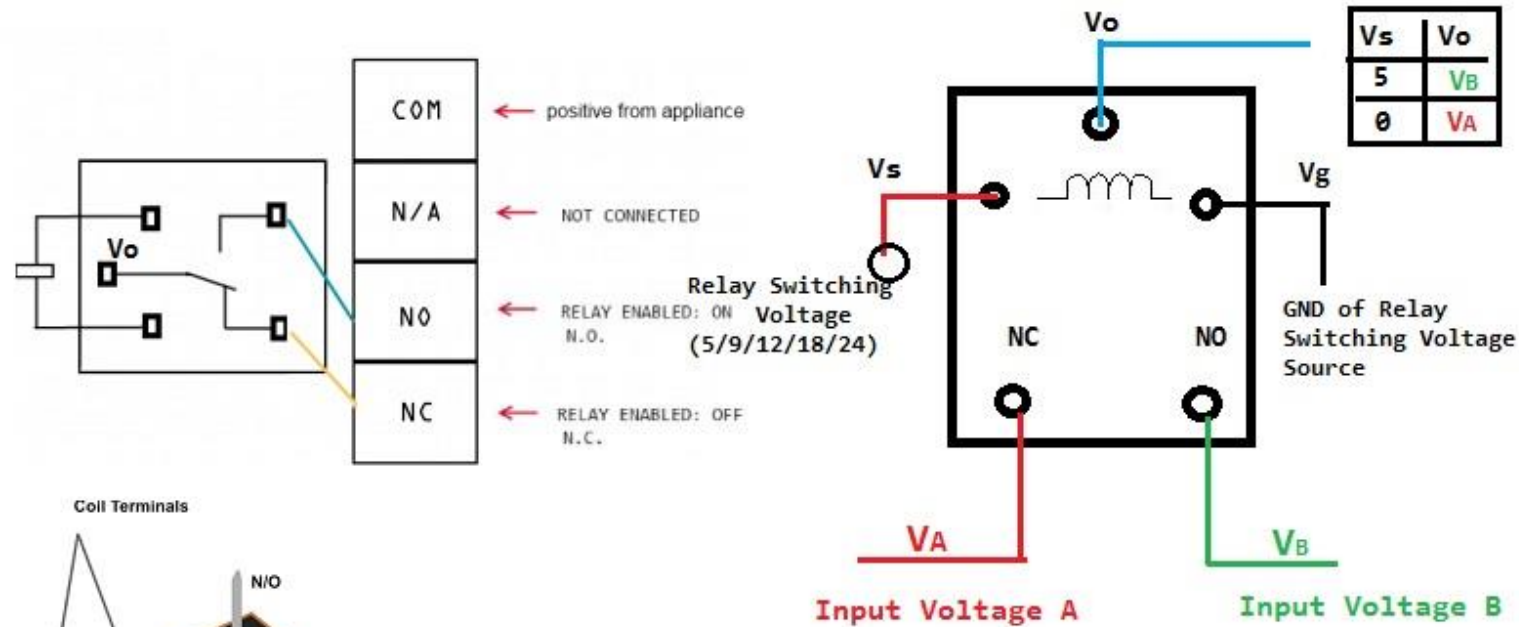 COM
positive from appliance
N/A
NOT CONNECTED
NO
RELAY ENABLED: ON
N.O.
NC
RELAY ENABLED: OFF
N.C.
Vo
Coil Terminals
N/O
Vo
Vs Vo
5 VB
0 VA
Vs
Vg
Relay Switching
Voltage
(5/9/12/18/24)
GND of Relay
Switching Voltage
Source
NC
NO
VA
VB
Input Voltage A
Input Voltage B